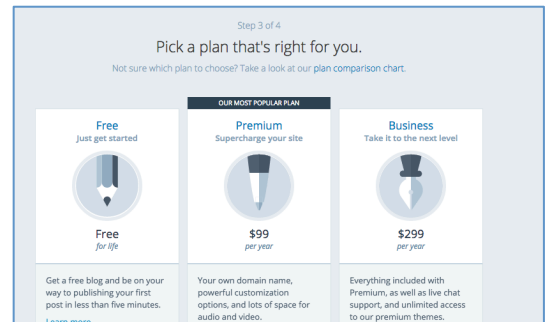 Step 3 of 4
Pick a plan that's right for you.
Not sure which plan to choose? Take a look at our plan comparison chart.
OUR MOST POPULAR PLAN
Free
Just get started
Free
for life
Get a free blog and be on your
way to publishing your first
post in less than five minutes.
Learn more
Premium
Supercharge your site
$99
per year
Your own domain name,
powerful customization
options, and lots of space for
audio and video.
Business
Take it to the next level
$299
per year
Everything included with
Premium, as well as live chat
support, and unlimited access
to our premium themes.